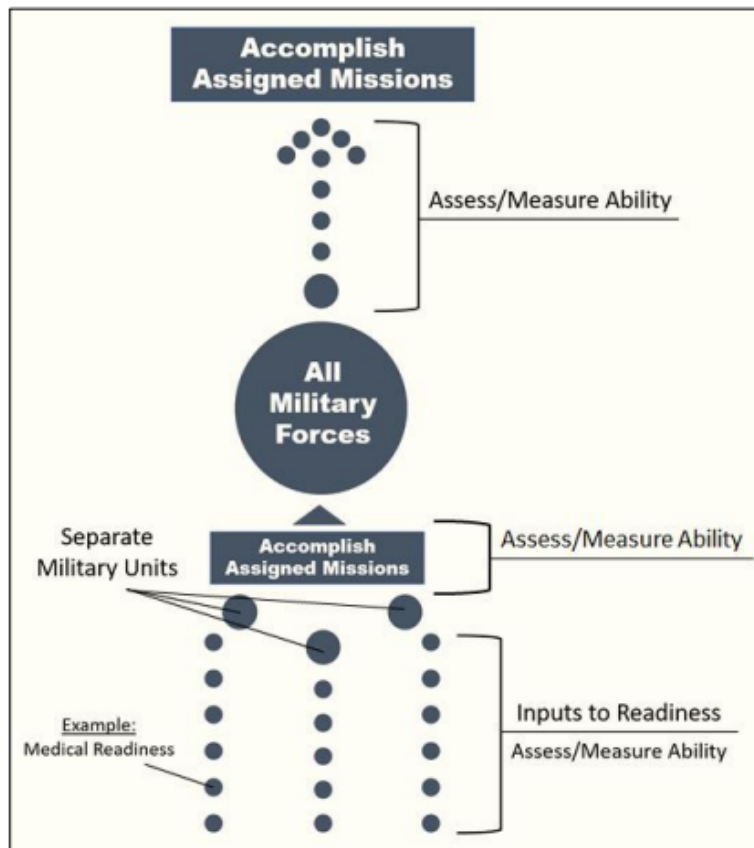 Accomplish
Assigned Missions
Assess/Measure Ability
All
Military
Forces
Separate
Military Units
Accomplish
Assigned Missions
Assess/Measure Ability
Example:
Medical Readiness
Inputs to Readiness
Assess/Measure Ability